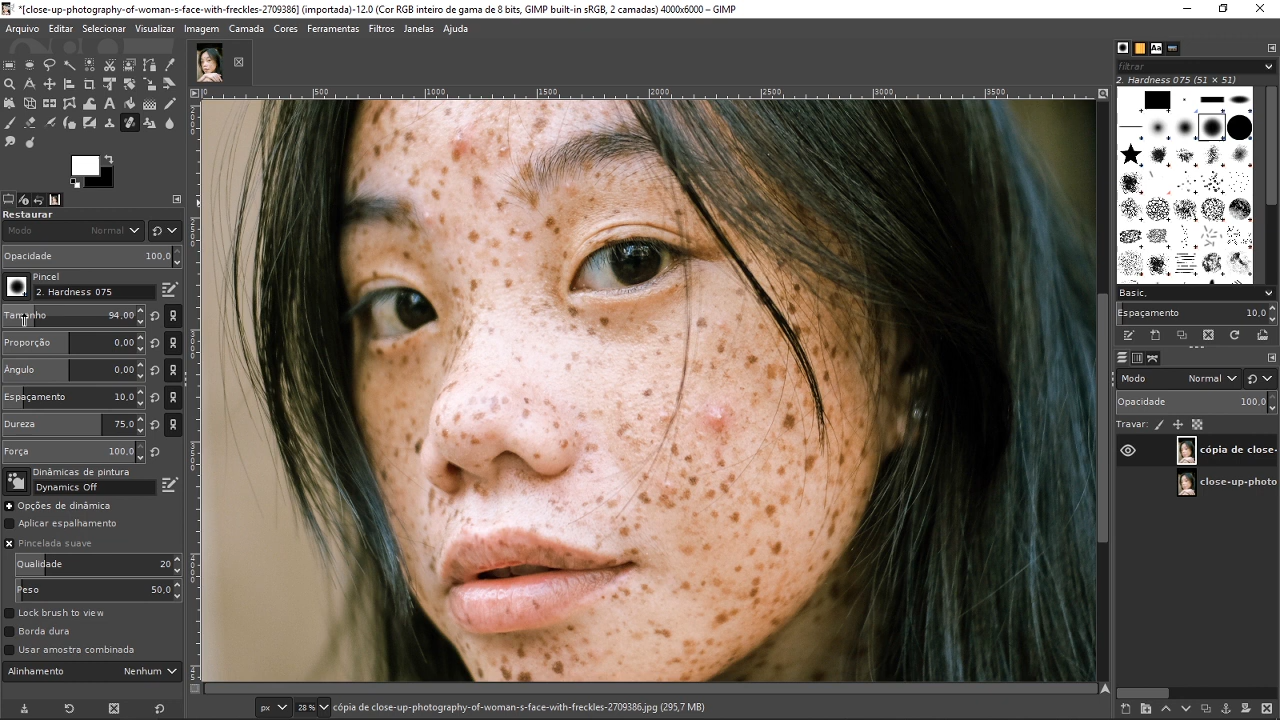 *[close-up-photography-of-woman-s-face-with-freckles-2709386] (importada)-12.0 (Cor RGB inteiro de gama de 8 bits, GIMP built-in sRGB, 2 camadas) 4000x6000 – GIMP
Arquivo Editar Selecionar Visualizar Imagem Camada Cores Ferramentas Filtros Janelas Ajuda
0 500 1000 1500 2000 2500 3000 3500
2000
2500
3000
3500
4000
Restaurar
Modo Normal
Opacidade 100,0
Pincel
2. Hardness 075
Tamanho 94,00
Proporção 0,00
Ângulo 0,00
Espaçamento 10,0
Dureza 75,0
Força 100,0
Dinâmicas de pintura
Dynamics Off
Opções de dinâmica
Aplicar espalhamento
Pincelada suave
Qualidade 20
Peso 50,0
Lock brush to view
Borda dura
Usar amostra combinada
Alinhamento Nenhum
px 28 % cópia de close-up-photography-of-woman-s-face-with-freckles-2709386.jpg (295,7 MB)
Aa
filtrar
2. Hardness 075 (51 × 51)
Basic,
Espaçamento 10,0
Modo Normal
Opacidade 100,0
Travar:
cópia de close-
close-up-photo